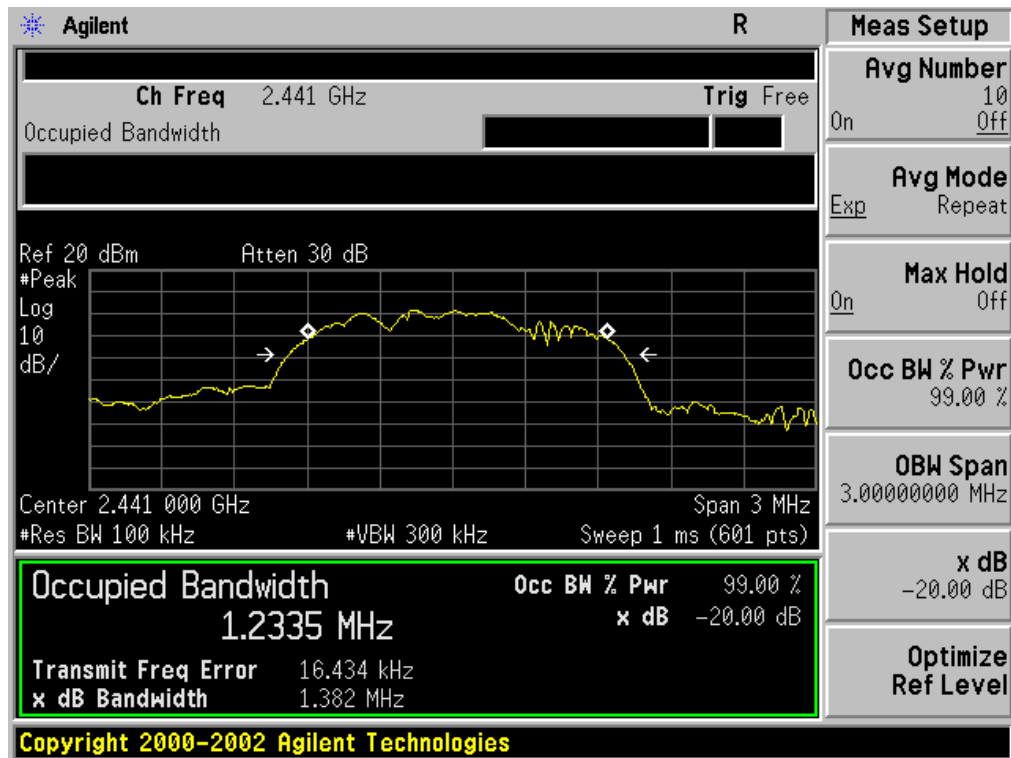 Agilent
R
Ch Freq 2.441 GHz
Trig Free
Occupied Bandwidth
Ref 20 dBm
Atten 30 dB
#Peak
Log
10
dB/
Center 2.441 000 GHz
Span 3 MHz
#Res BW 100 kHz
#VBW 300 kHz
Sweep 1 ms (601 pts)
Occupied Bandwidth
1.2335 MHz
Occ BW % Pwr 99.00 %
x dB -20.00 dB
Transmit Freq Error 16.434 kHz
x dB Bandwidth 1.382 MHz
Copyright 2000-2002 Agilent Technologies
Meas Setup
Avg Number
10
On Off
Avg Mode
Exp Repeat
Max Hold
On Off
Occ BW % Pwr
99.00 %
OBW Span
3.00000000 MHz
x dB
-20.00 dB
Optimize
Ref Level